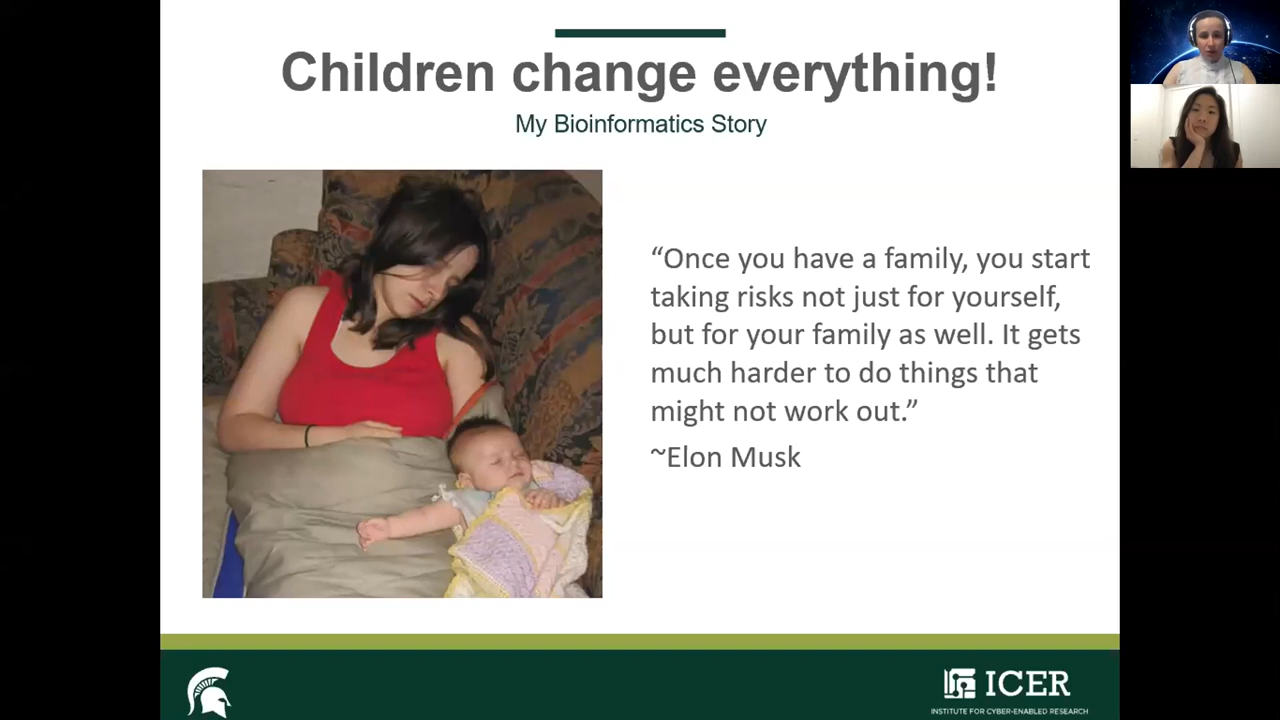 Children change everything!
My Bioinformatics Story
“Once you have a family, you start
taking risks not just for yourself,
but for your family as well. It gets
much harder to do things that
might not work out.”
~Elon Musk
ICER
INSTITUTE FOR CYBER-ENABLED RESEARCH